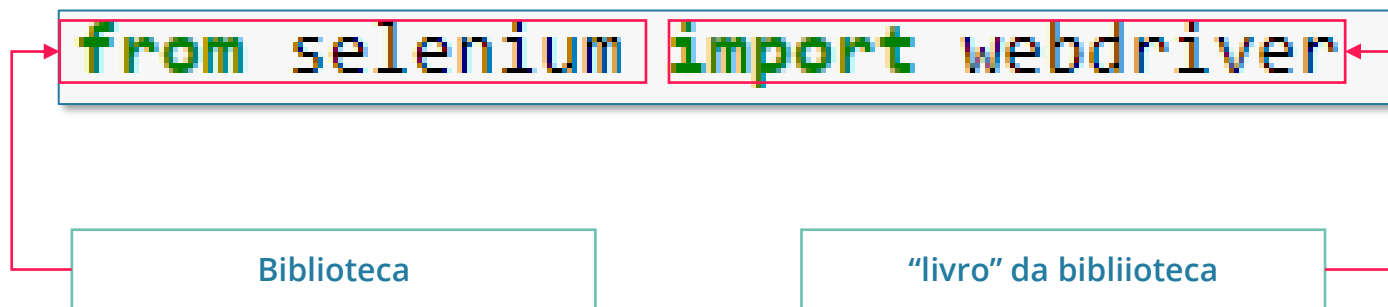 from selenium import webdriver
Biblioteca
“livro” da bibliioteca